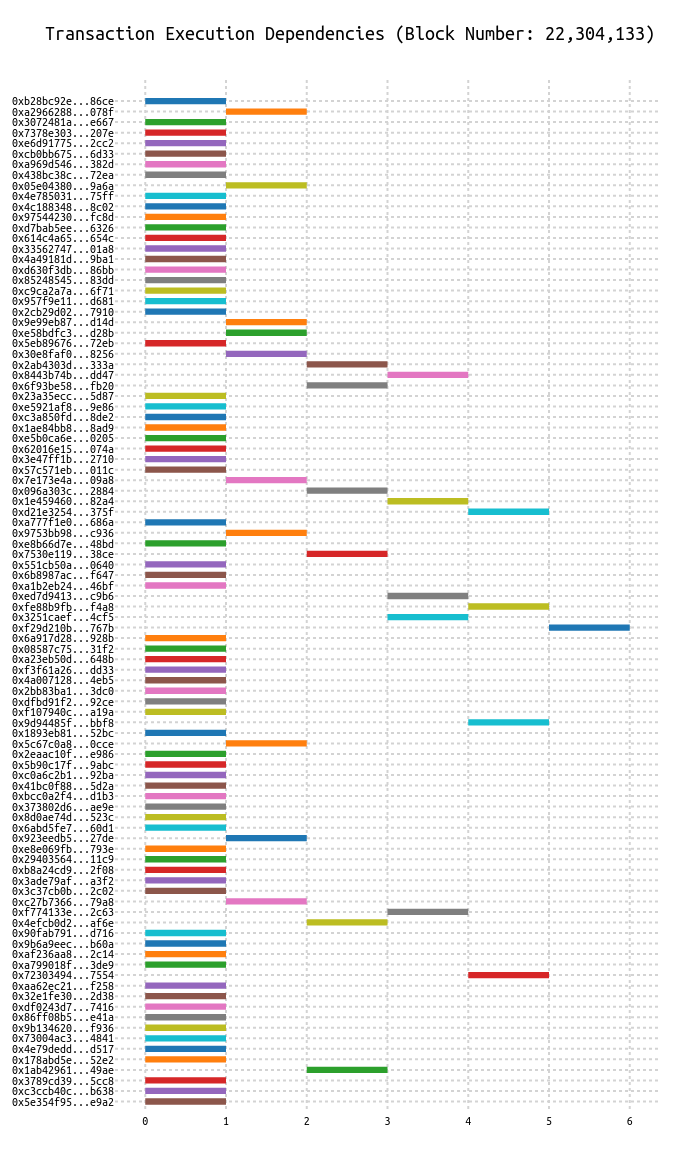 Transaction Execution Dependencies (Block Number: 22,304,133)
0xb28bc92e...86ce
0xa2966288...078f
0x3072481a...e667
0x7378e303...207e
0xe6d91775...2cc2
0xcb0bb675...6d33
0xa969d546...382d
0x438bc38c...72ea
0x05e04380...9a6a
0x4e785031...75ff
0x4c188348...8c02
0x97544230...fc8d
0xd7bab5ee...6326
0x614c4a65...654c
0x33562747...01a8
0x4a49181d...9ba1
0xd630f3db...86bb
0x85248545...83dd
0xc9ca2a7a...6f71
0x957f9e11...d681
0x2cb29d02...7910
0x9e99eb87...d14d
0xe58bdfc3...d28b
0x5eb89676...72eb
0x30e8faf0...8256
0x2ab4303d...333a
0x8443b74b...dd47
0x6f93be58...fb20
0x23a35ecc...5d87
0xe5921af8...9e86
0xc3a850fd...8de2
0x1ae84bb8...8ad9
0xe5b0ca6e...0205
0x62016e15...074a
0x3e47ff1b...2710
0x57c571eb...011c
0x7e173e4a...09a8
0x096a303c...2884
0x1e459460...82a4
0xd21e3254...375f
0xa777f1e0...686a
0x9753bb98...c936
0xe8b66d7e...48bd
0x7530e119...38ce
0x551cb50a...0640
0x6b8987ac...f647
0xa1b2eb24...46bf
0xed7d9413...c9b6
0xfe88b9fb...f4a8
0x3251caef...4cf5
0xf29d210b...767b
0x6a917d28...928b
0x08587c75...31f2
0xa23eb50d...648b
0xf3f61a26...dd33
0x4a007128...4eb5
0x2bb83ba1...3dc0
0xdfbd91f2...92ce
0xf107940c...a19a
0x9d94485f...bbf8
0x1893eb81...52bc
0x5c67c0a8...0cce
0x2eaac10f...e986
0x5b90c17f...9abc
0xc0a6c2b1...92ba
0x41bc0f88...5d2a
0xbcc0a2f4...d1b3
0x373802d6...ae9e
0x8d0ae74d...523c
0x6abd5fe7...60d1
0x923eedb5...27de
0xe8e069fb...793e
0x29403564...11c9
0xb8a24cd9...2f08
0x3ade79af...a3f2
0x3c37cb0b...2c02
0xc27b7366...79a8
0xf774133e...2c63
0x4efcb0d2...af6e
0x90fab791...d716
0x9b6a9eec...b60a
0xaf236aa8...2c14
0xa799018f...3de9
0x72303494...7554
0xaa62ec21...f258
0x32e1fe30...2d38
0xdf0243d7...7416
0x86ff08b5...e41a
0x9b134620...f936
0x73004ac3...4841
0x4e79dedd...d517
0x178abd5e...52e2
0x1ab42961...49ae
0x3789cd39...5cc8
0xc3ccb40c...b638
0x5e354f95...e9a2
0 1 2 3 4 5 6